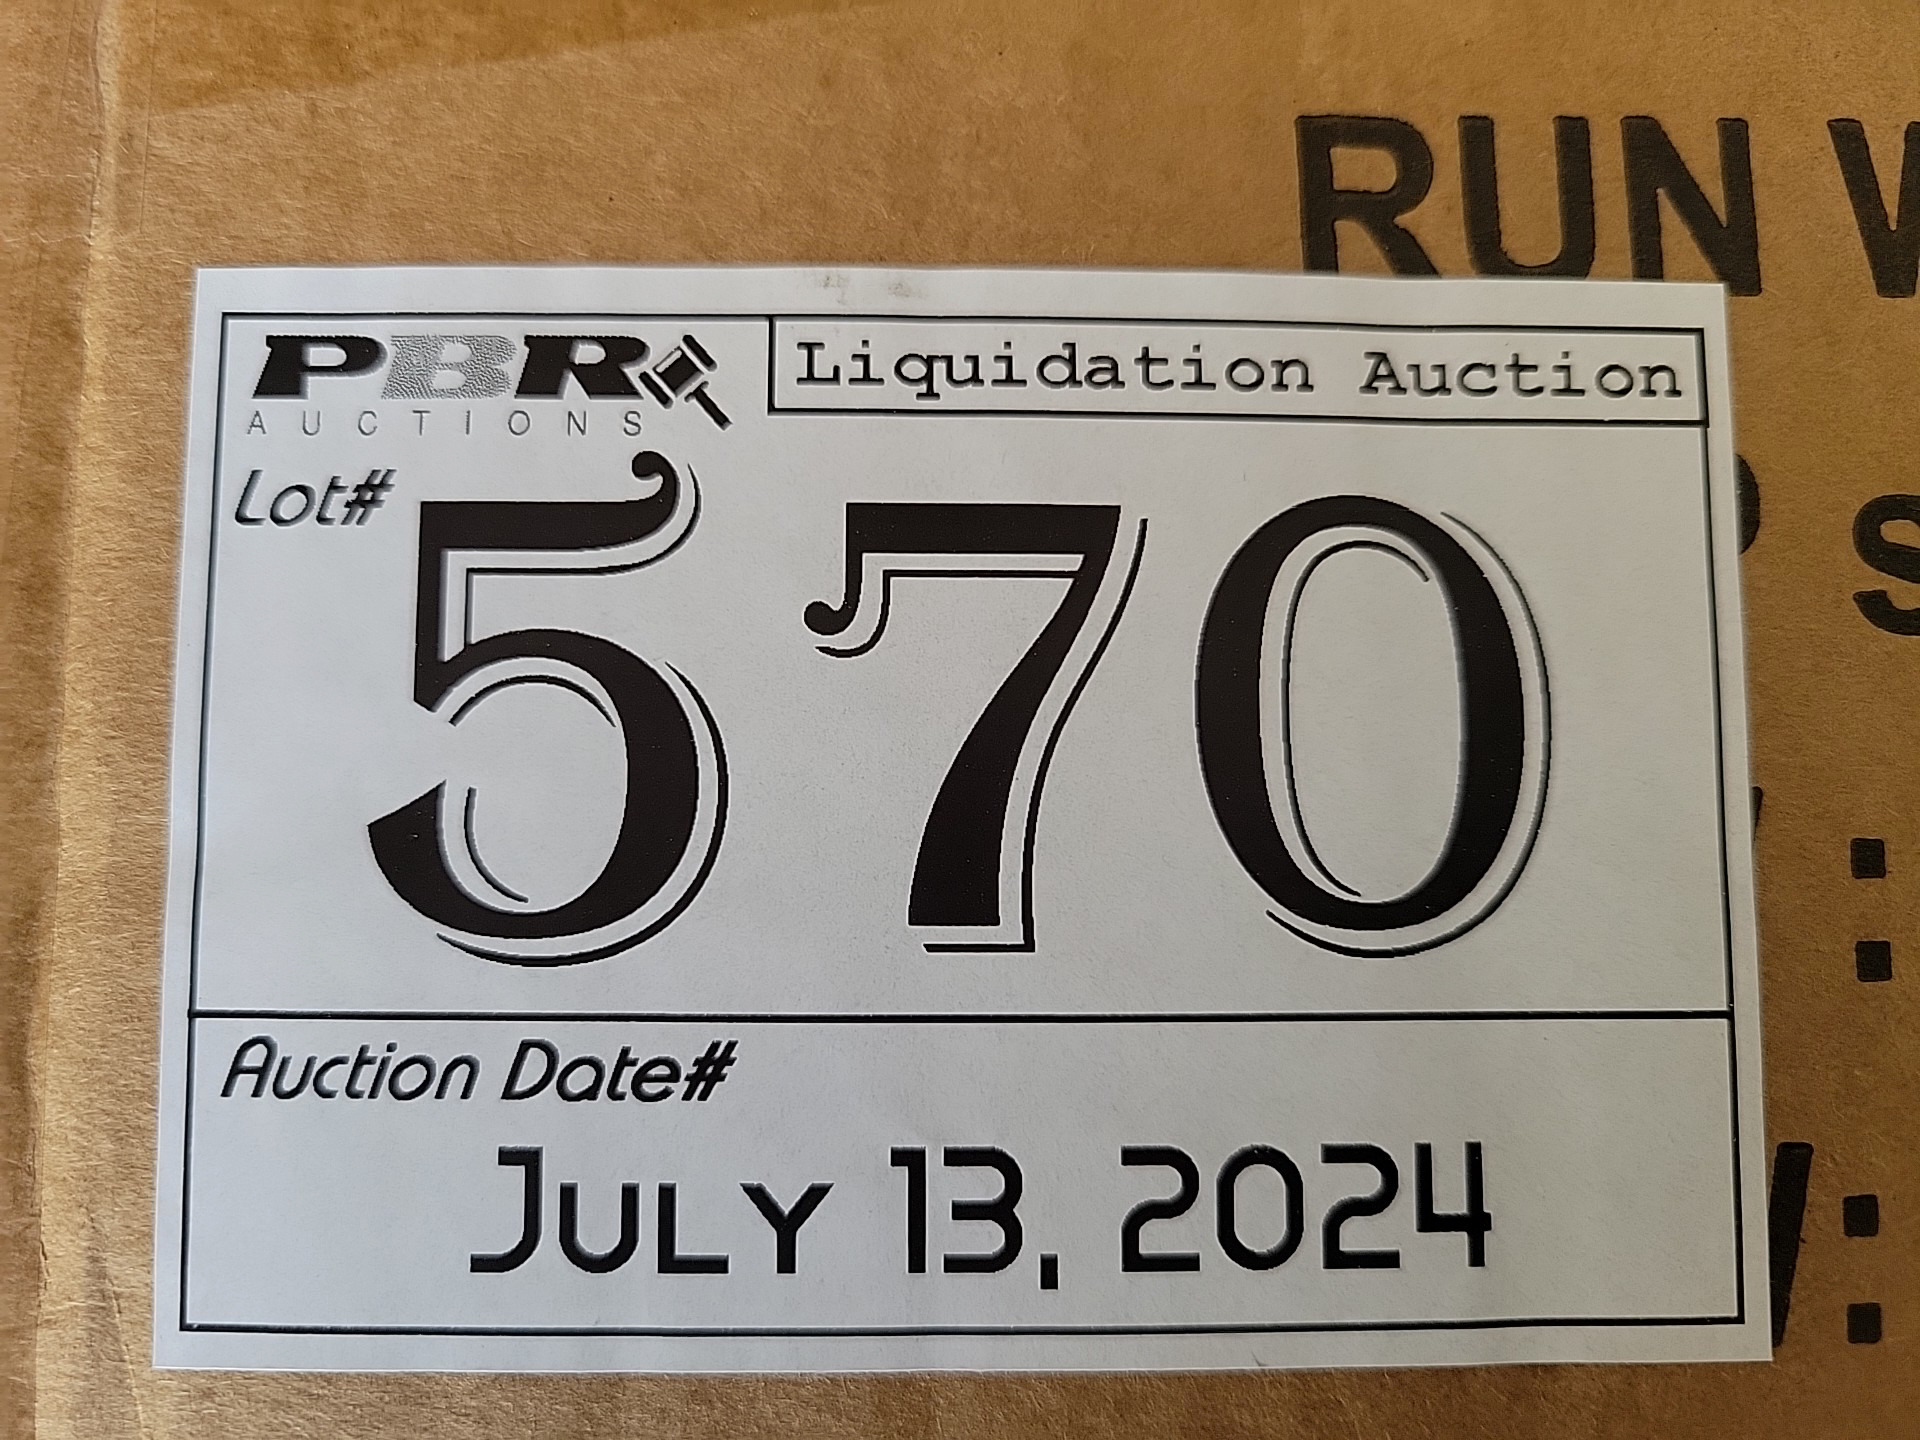 RUN
PBR
AUCTIONS
Liquidation Auction
Lot#
570
Auction Date#
July 13, 2024